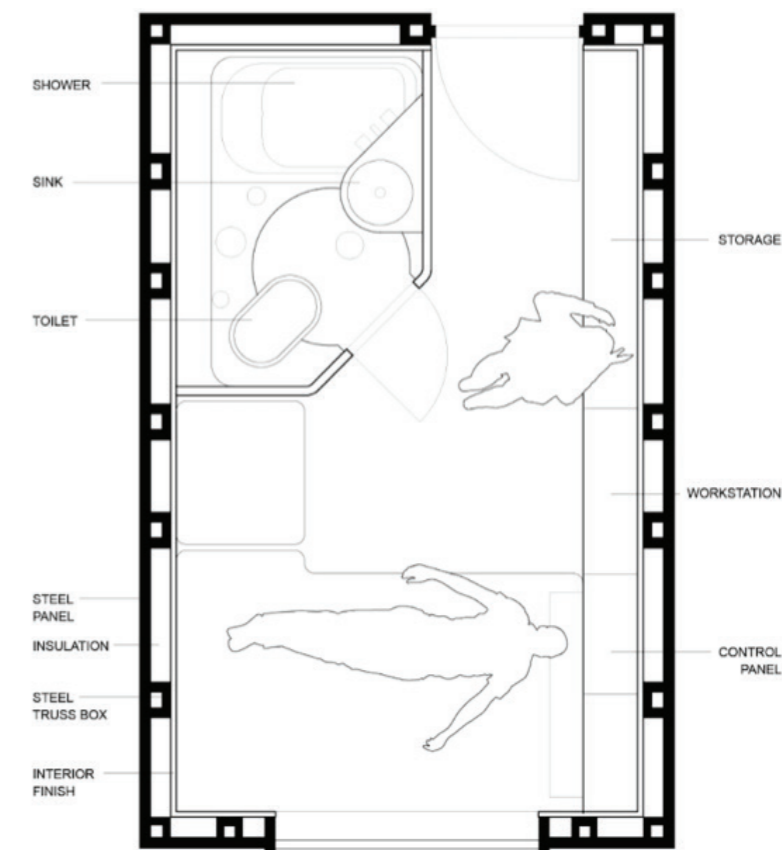 SHOWER
SINK
TOILET
STEEL
PANEL
INSULATION
STEEL
TRUSS BOX
INTERIOR
FINISH
STORAGE
WORKSTATION
CONTROL
PANEL